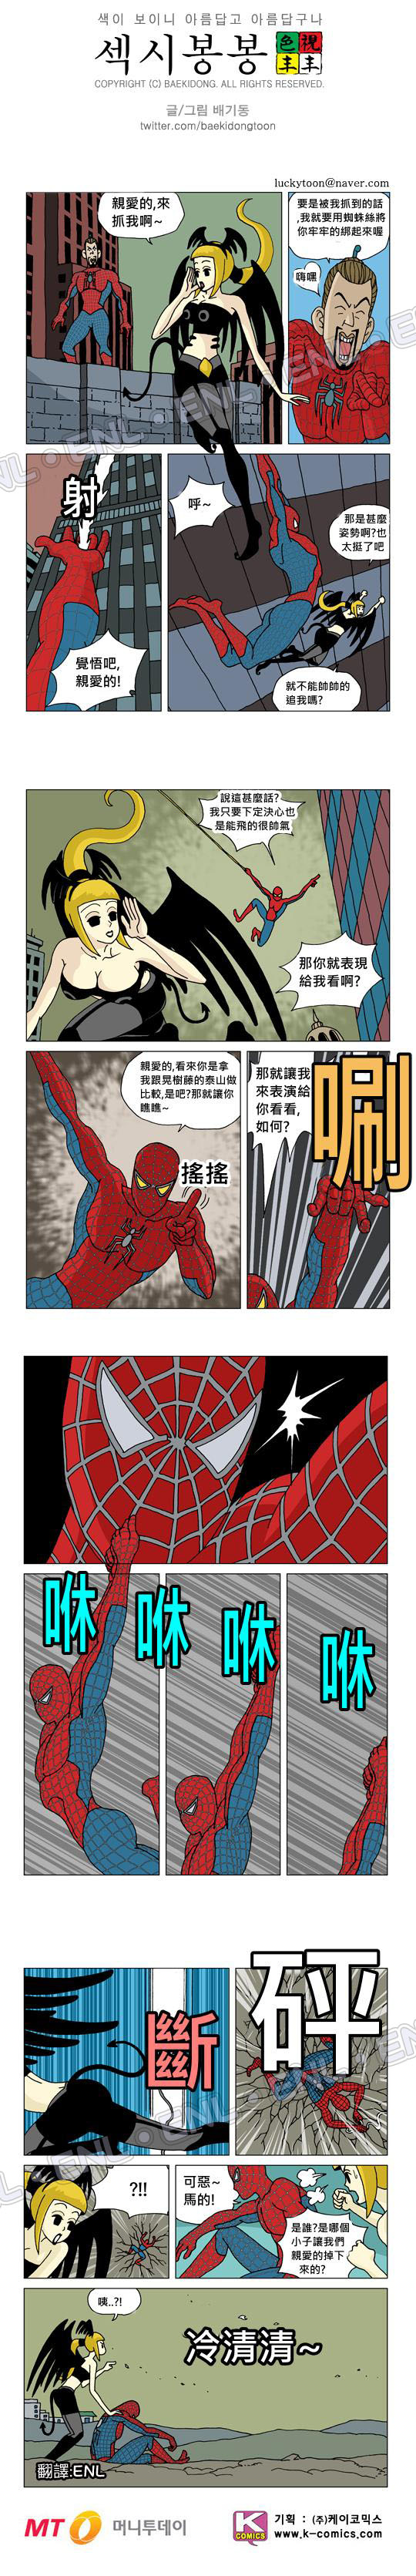 색이 보이니 아름답고 아름답구나
섹시봉봉
色視
丰丰
COPYRIGHT (C) BAEKIDONG. ALL RIGHTS RESERVED.
글/그림 배기동
twitter.com/baekidongtoon
luckytoon@naver.com
親愛的,來
抓我啊~
要是被我抓到的話
,我就要用蜘蛛絲將
你牢牢的綁起來喔
嗨嘿
射
覺悟吧,
親愛的!
呼~
那是甚麼
姿勢啊?也
太挺了吧
就不能帥帥的
追我嗎?
說這甚麼話?
我只要下定決心也
是能飛的很帥氣
那你就表現
給我看啊?
親愛的,看來你是拿
我跟晃樹藤的泰山做
比較,是吧?那就讓你
瞧瞧~
搖搖
那就讓我
來表演給
你看看,
如何?
唰
咻
咻
咻
咻
斷
砰
?!!
可惡~
馬的!
是誰?是哪個
小子讓我們
親愛的掉下
來的?
咦..?!
冷清清~
翻譯:ENL
MTO 머니투데이
K COMICS
기획 : (주)케이코믹스
www.k-comics.com
ENL